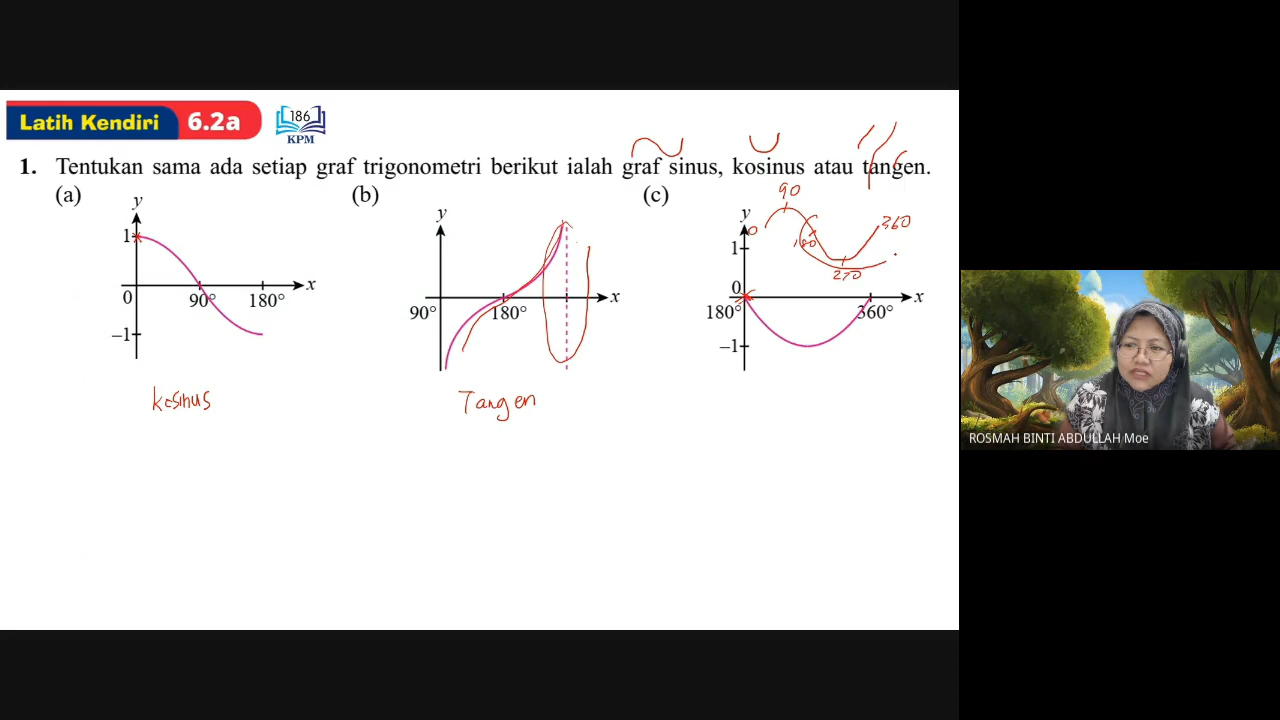 Latih Kendiri 6.2a
186
KPM
1. Tentukan sama ada setiap graf trigonometri berikut ialah graf sinus, kosinus atau tangen.
(a) (b) (c)
y
1
0 90° 180° x
–1
kosinus
y
90° 180° x
Tangen
y
1
0
180° 360° x
–1
0 90 180 270 360
ROSMAH BINTI ABDULLAH Moe